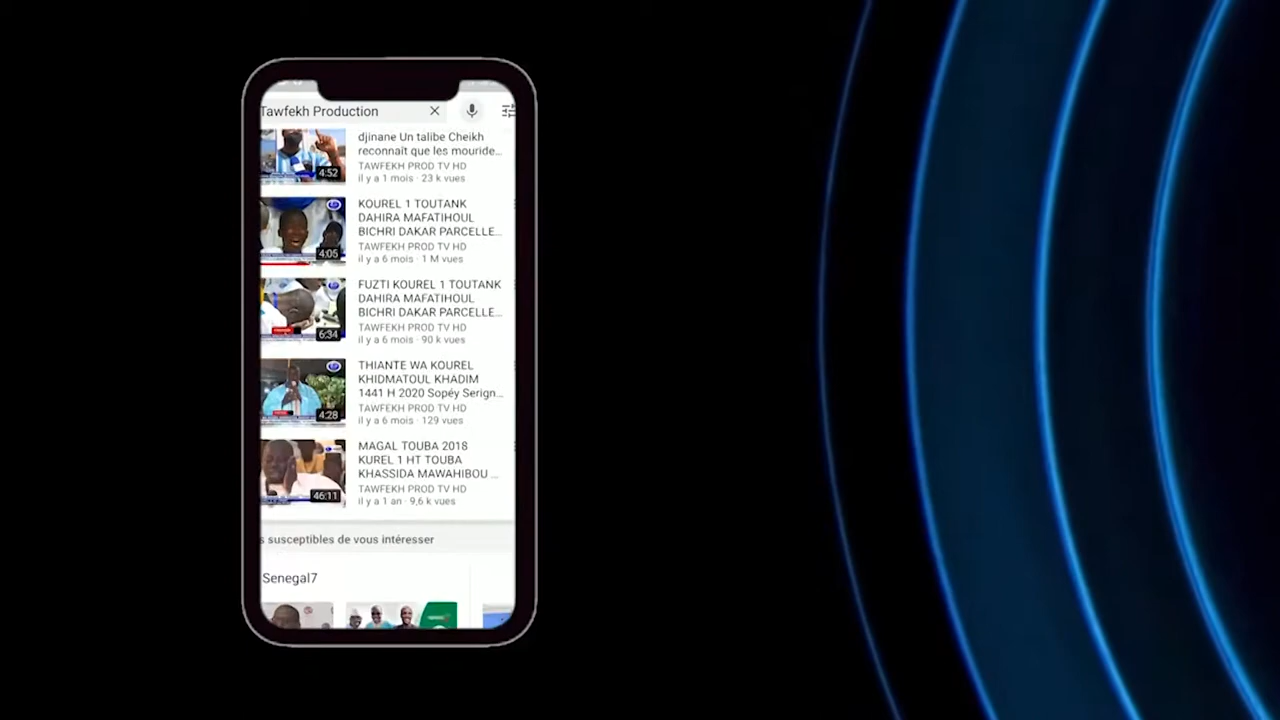 Tawfekh Production
djinane Un talibe Cheikh
reconnaît que les mouride...
TAWFEKH PROD TV HD
il y a 1 mois · 23 k vues
4:52
KOUREL 1 TOUTANK
DAHIRA MAFATIHOUL
BICHRI DAKAR PARCELLE...
TAWFEKH PROD TV HD
il y a 6 mois · 1 M vues
4:05
FUZTI KOUREL 1 TOUTANK
DAHIRA MAFATIHOUL
BICHRI DAKAR PARCELLE...
TAWFEKH PROD TV HD
il y a 6 mois · 90 k vues
6:34
THIANTE WA KOUREL
KHIDMATOUL KHADIM
1441 H 2020 Sopéy Serign...
TAWFEKH PROD TV HD
il y a 6 mois · 129 vues
4:28
MAGAL TOUBA 2018
KUREL 1 HT TOUBA
KHASSIDA MAWAHIBOU ...
TAWFEKH PROD TV HD
il y a 1 an · 9,6 k vues
46:11
s susceptibles de vous intéresser
Senegal7